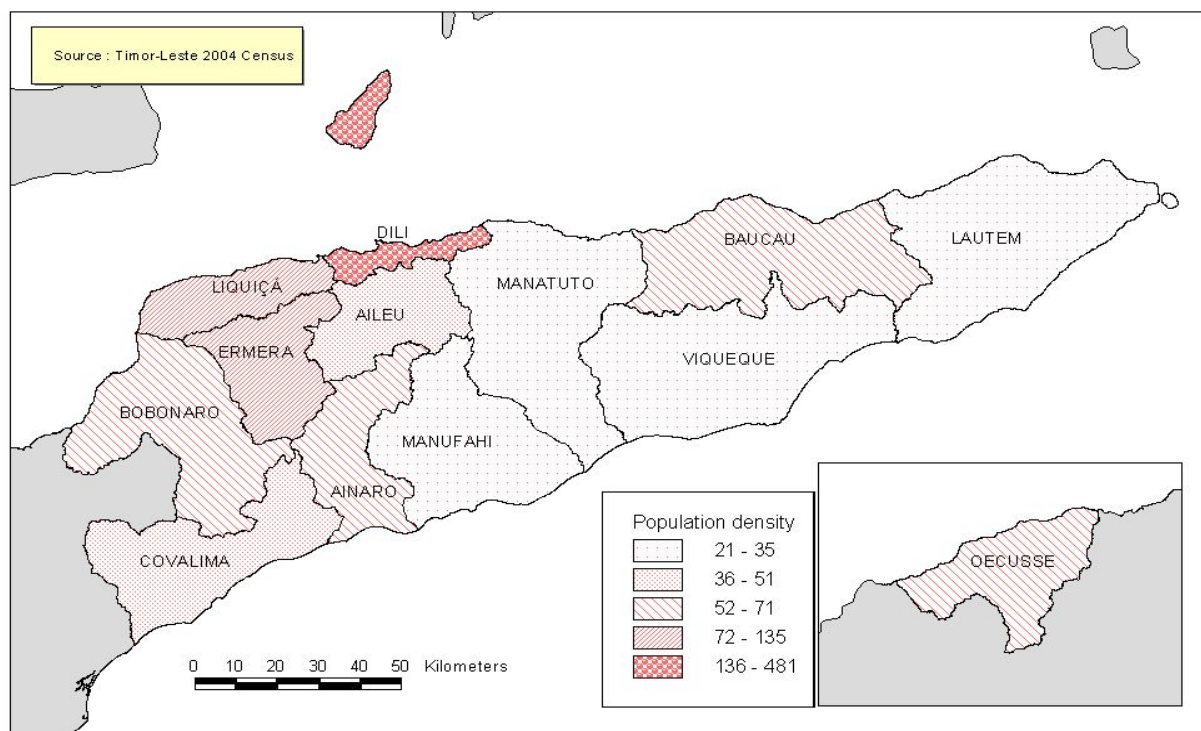 Source : Timor-Leste 2004 Census
DILI
BAUCAU
LAUTEM
LIQUIÇÁ
MANATUTO
AILEU
ERMERA
VIQUEQUE
BOBONARO
MANUFAHI
AINARO
COVALIMA
OECUSSE
Population density
21 - 35
36 - 51
52 - 71
72 - 135
136 - 481
0 10 20 30 40 50 Kilometers